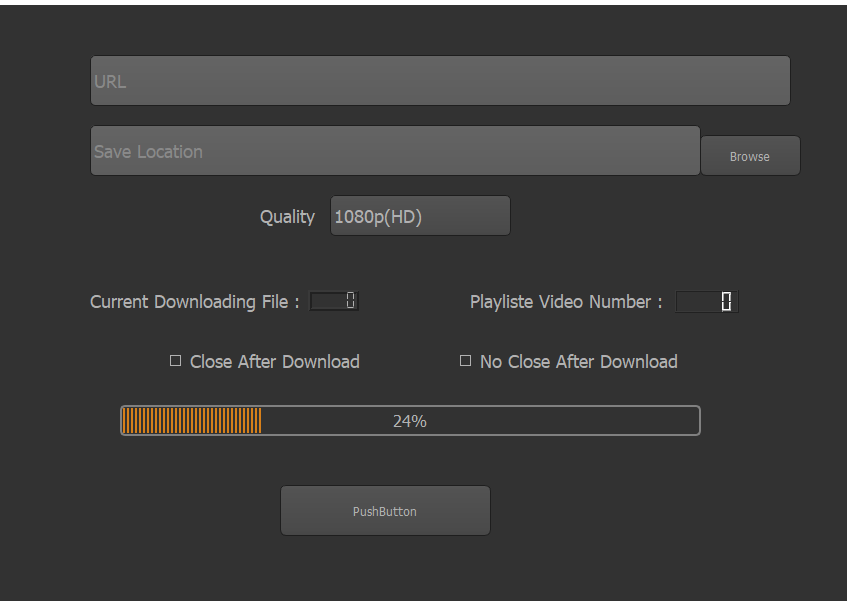 URL
Save Location
Browse
Quality 1080p(HD)
Current Downloading File : 0 Playliste Video Number : 0
Close After Download No Close After Download
24%
PushButton